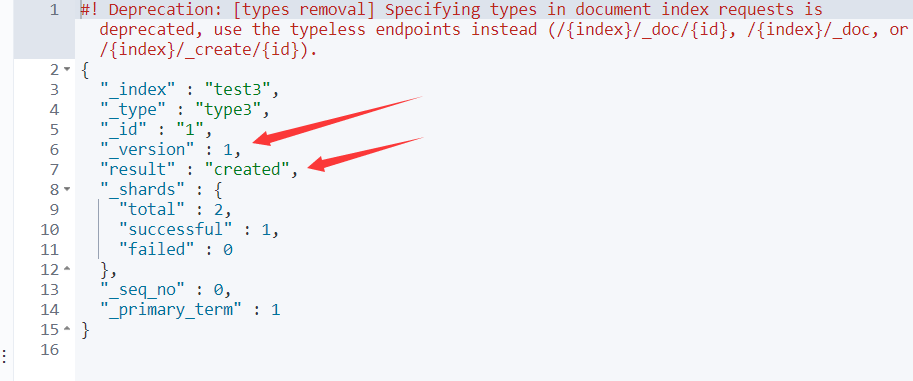 1 #! Deprecation: [types removal] Specifying types in document index requests is
deprecated, use the typeless endpoints instead (/{index}/_doc/{id}, /{index}/_doc, or
/{index}/_create/{id}).
2 {
3 "_index" : "test3",
4 "_type" : "type3",
5 "_id" : "1",
6 "_version" : 1,
7 "result" : "created",
8 "_shards" : {
9 "total" : 2,
10 "successful" : 1,
11 "failed" : 0
12 },
13 "_seq_no" : 0,
14 "_primary_term" : 1
15 }
16